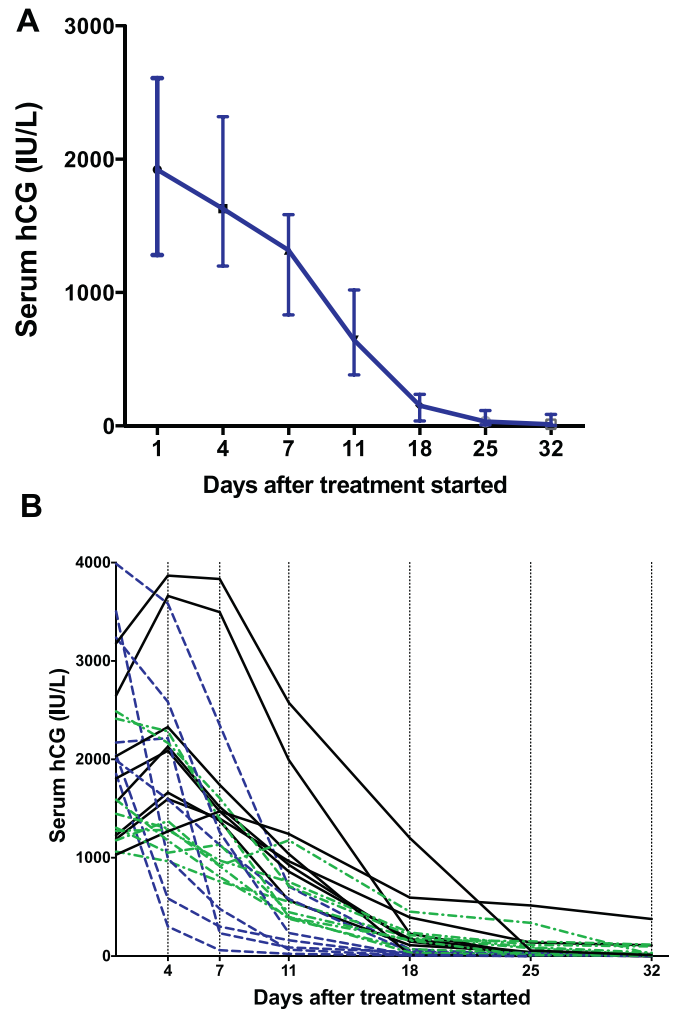 A
Serum hCG (IU/L)
3000
2000
1000
0
1 4 7 11 18 25 32
Days after treatment started
B
Serum hCG (IU/L)
4000
3000
2000
1000
0
4 7 11 18 25 32
Days after treatment started